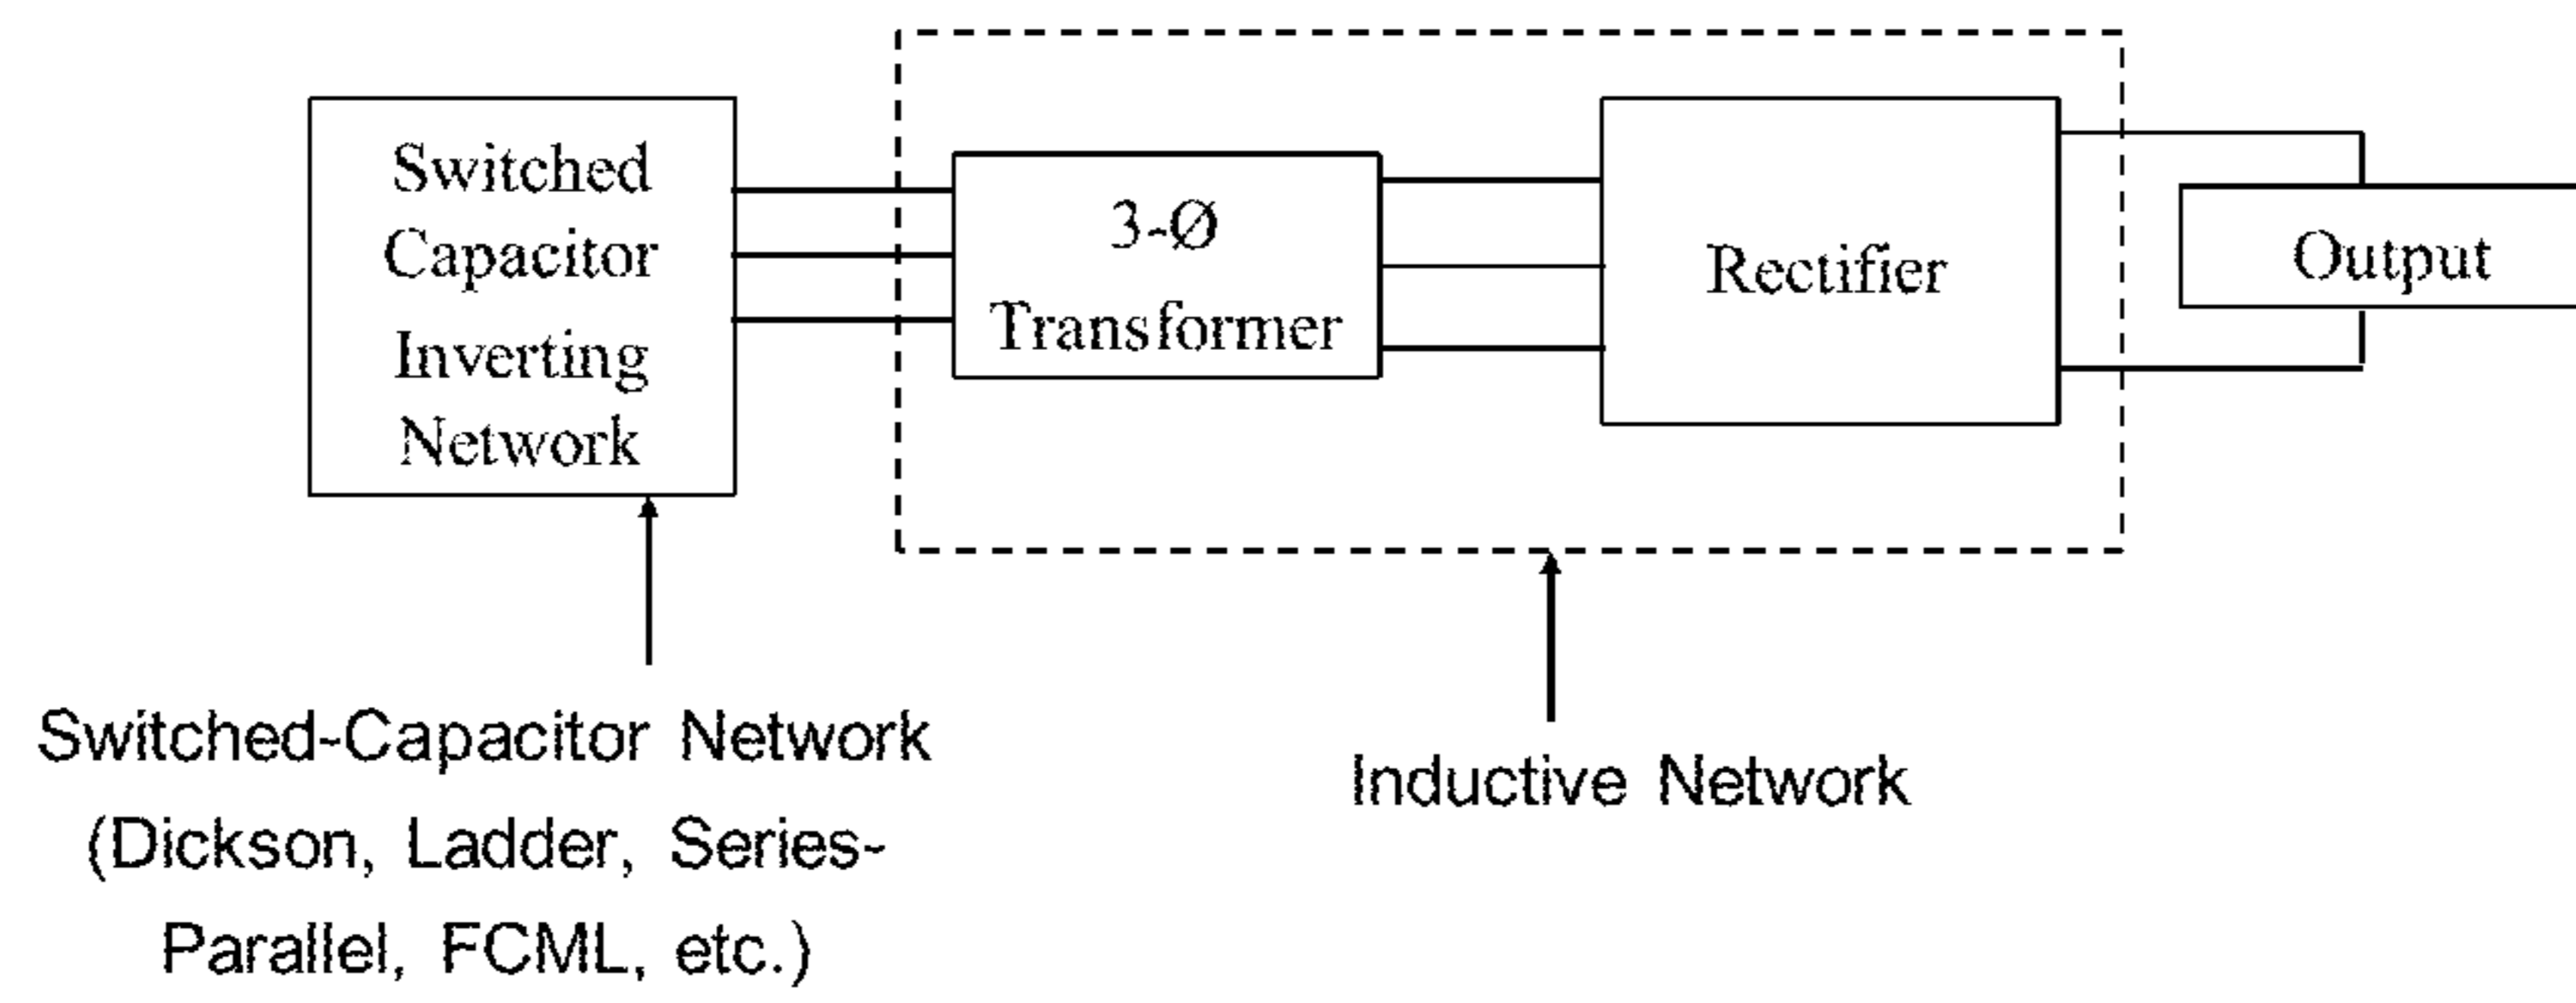 Switched
Capacitor
Inverting
Network
3-Ø
Transformer
Rectifier
Output
Switched-Capacitor Network
(Dickson, Ladder, Series-
Parallel, FCML, etc.)
Inductive Network